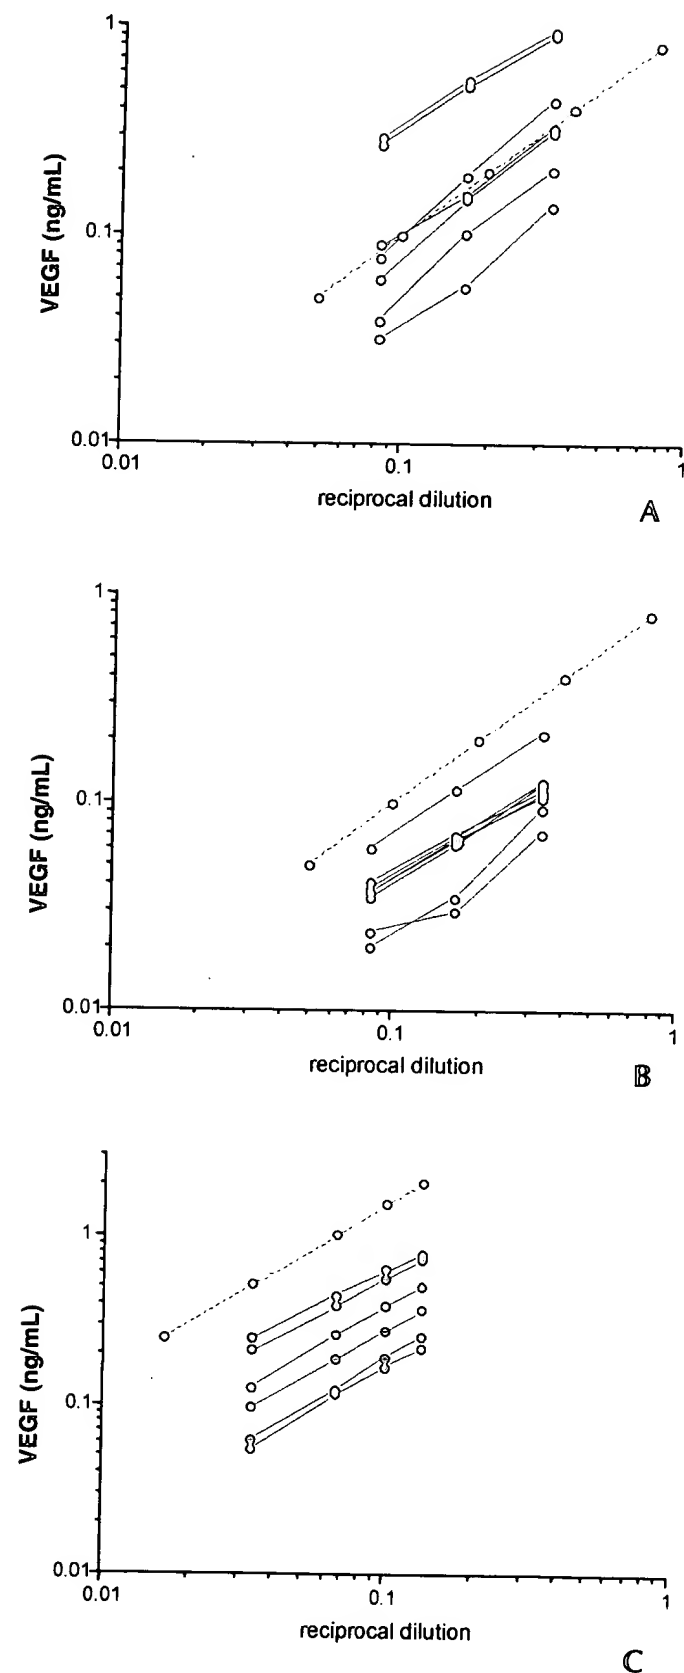 1
VEGF (ng/mL)
0.1
0.01
0.01 0.1 1
reciprocal dilution
A
1
VEGF (ng/mL)
0.1
0.01
0.01 0.1 1
reciprocal dilution
B
1
VEGF (ng/mL)
0.1
0.01
0.01 0.1 1
reciprocal dilution
C